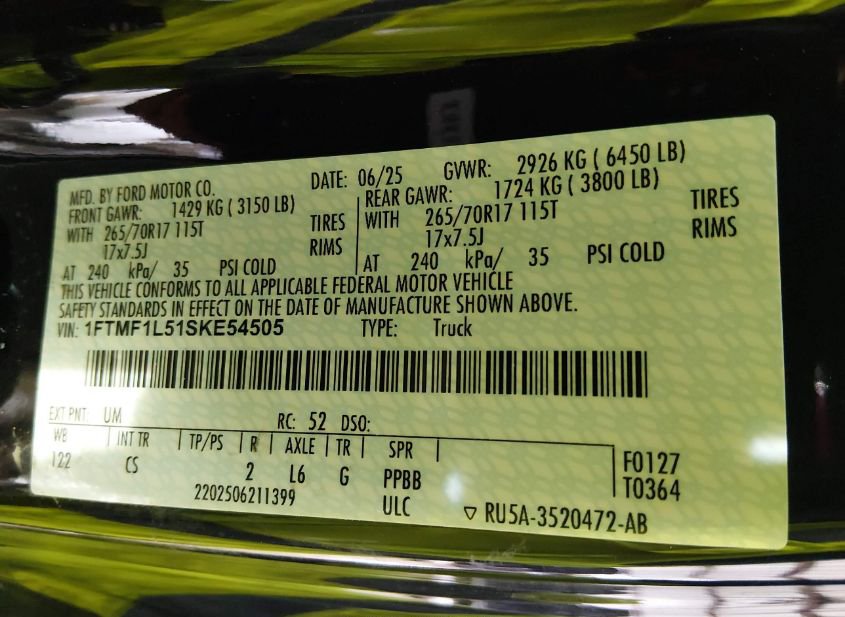 MFD. BY FORD MOTOR CO. DATE: 06/25 GVWR: 2926 KG ( 6450 LB)
FRONT GAWR: 1429 KG ( 3150 LB) REAR GAWR: 1724 KG ( 3800 LB)
WITH 265/70R17 115T TIRES WITH 265/70R17 115T TIRES
17x7.5J RIMS 17x7.5J RIMS
AT 240 kPa/ 35 PSI COLD AT 240 kPa/ 35 PSI COLD
THIS VEHICLE CONFORMS TO ALL APPLICABLE FEDERAL MOTOR VEHICLE
SAFETY STANDARDS IN EFFECT ON THE DATE OF MANUFACTURE SHOWN ABOVE.
VIN: 1FTMF1L51SKE54505 TYPE: Truck
EXT PNT: UM RC: 52 DSO:
WB INT TR TP/PS R AXLE TR SPR
122 CS 2 L6 G PPBB F0127
2202506211399 ULC T0364
▽ RU5A-3520472-AB